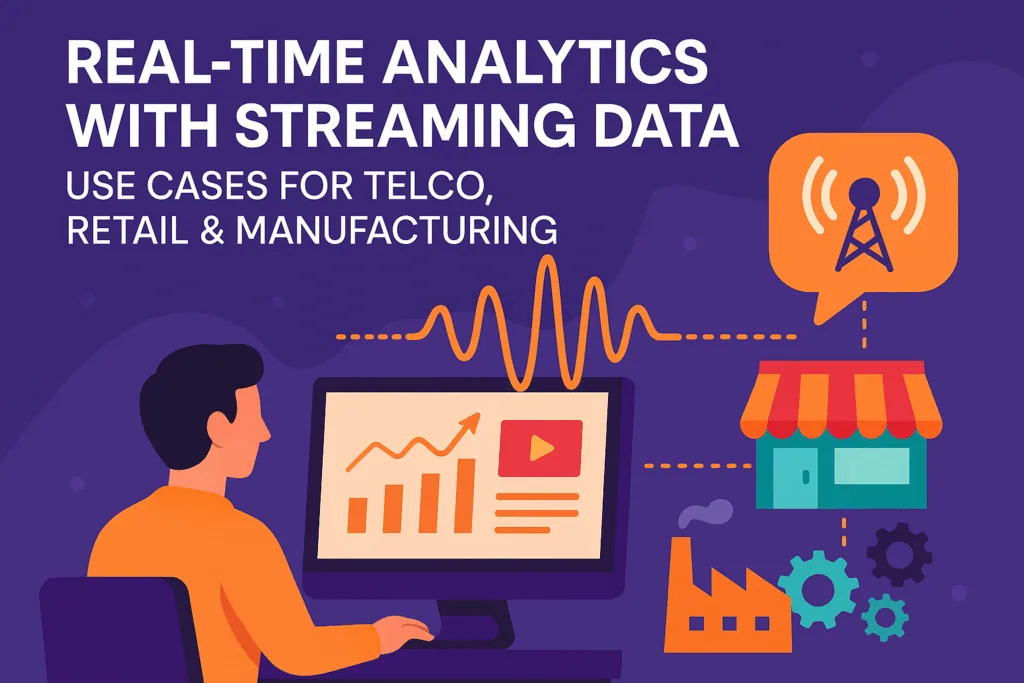 REAL-TIME ANALYTICS
WITH STREAMING DATA
USE CASES FOR TELCO,
RETAIL & MANUFACTURING